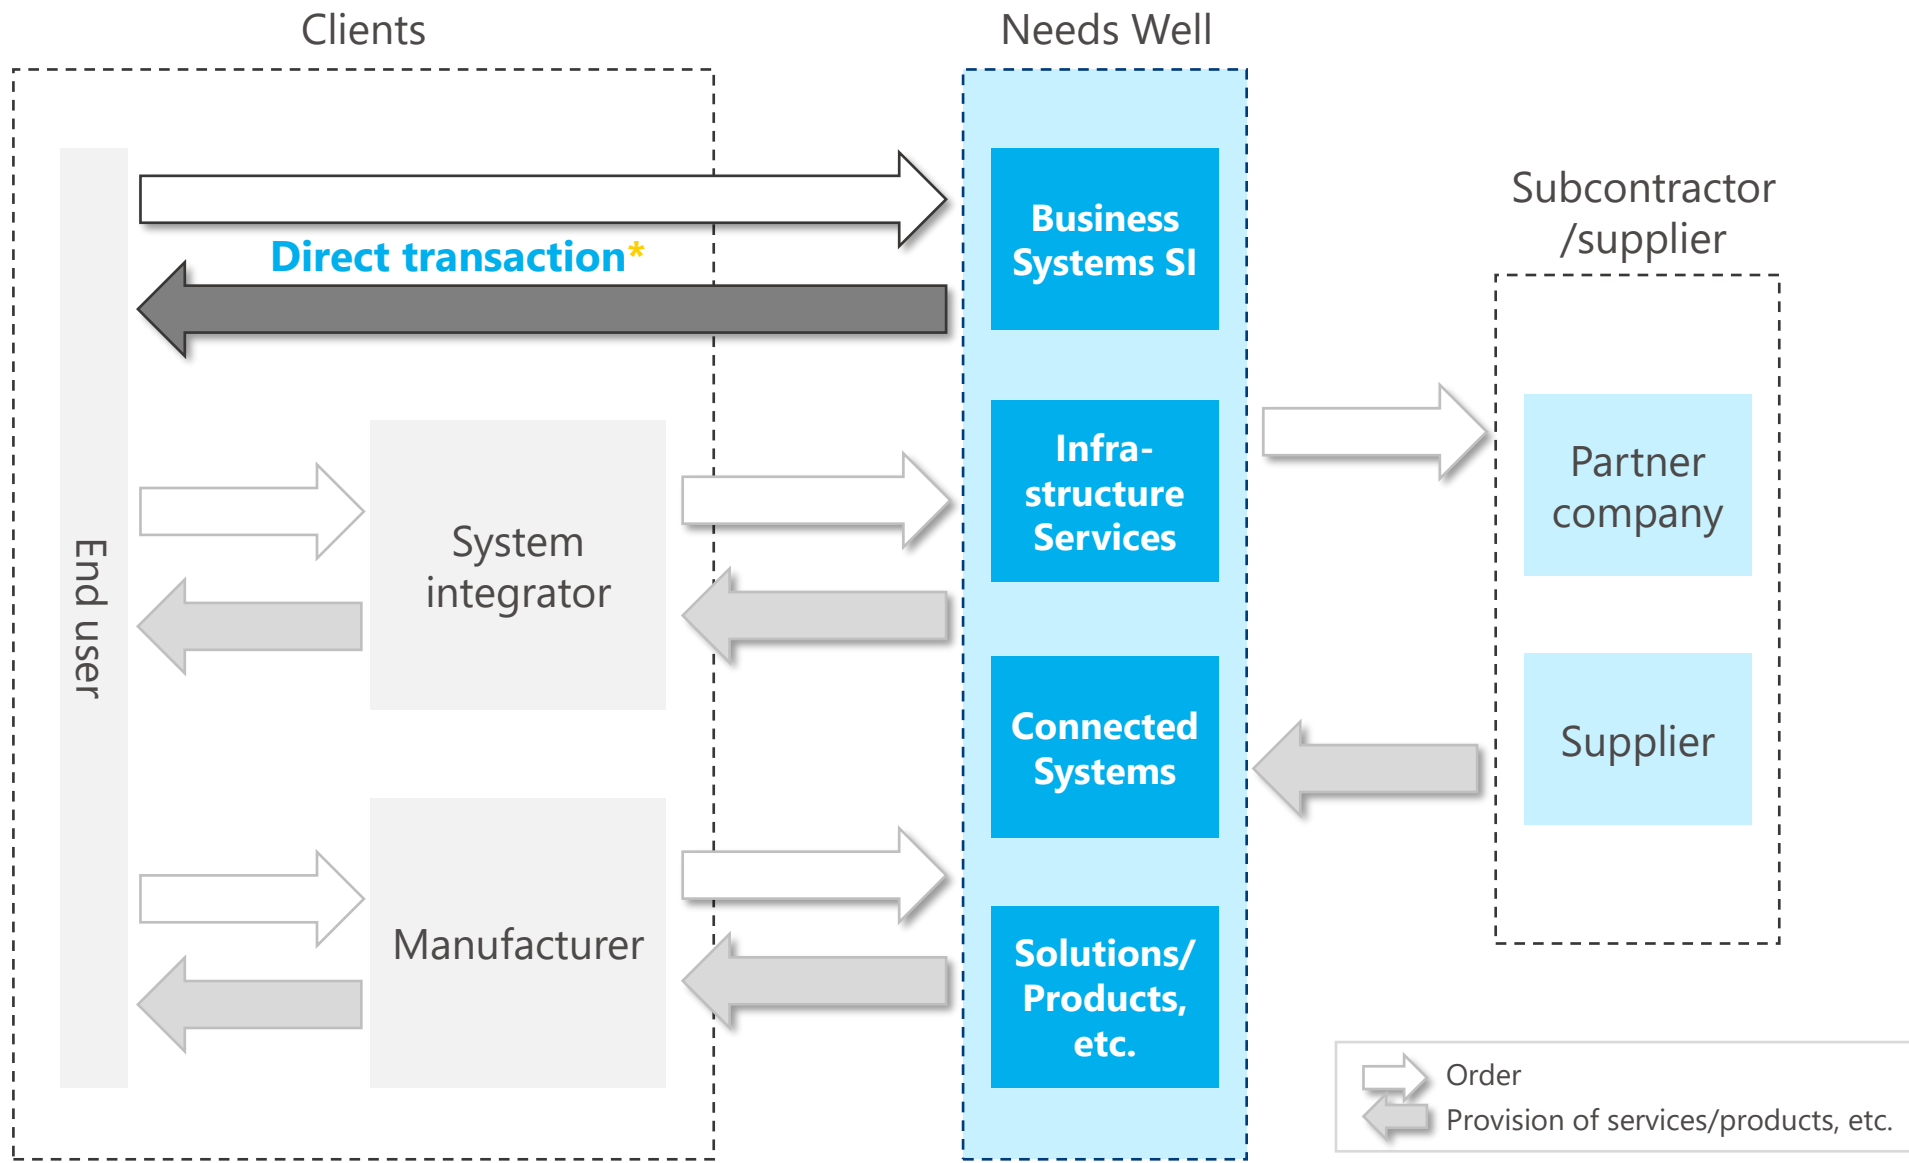 Clients
Needs Well
Direct transaction*
Business
Systems SI
Subcontractor
/supplier
End user
System
integrator
Infra-
structure
Services
Partner
company
Connected
Systems
Supplier
Manufacturer
Solutions/
Products,
etc.
Order
Provision of services/products, etc.